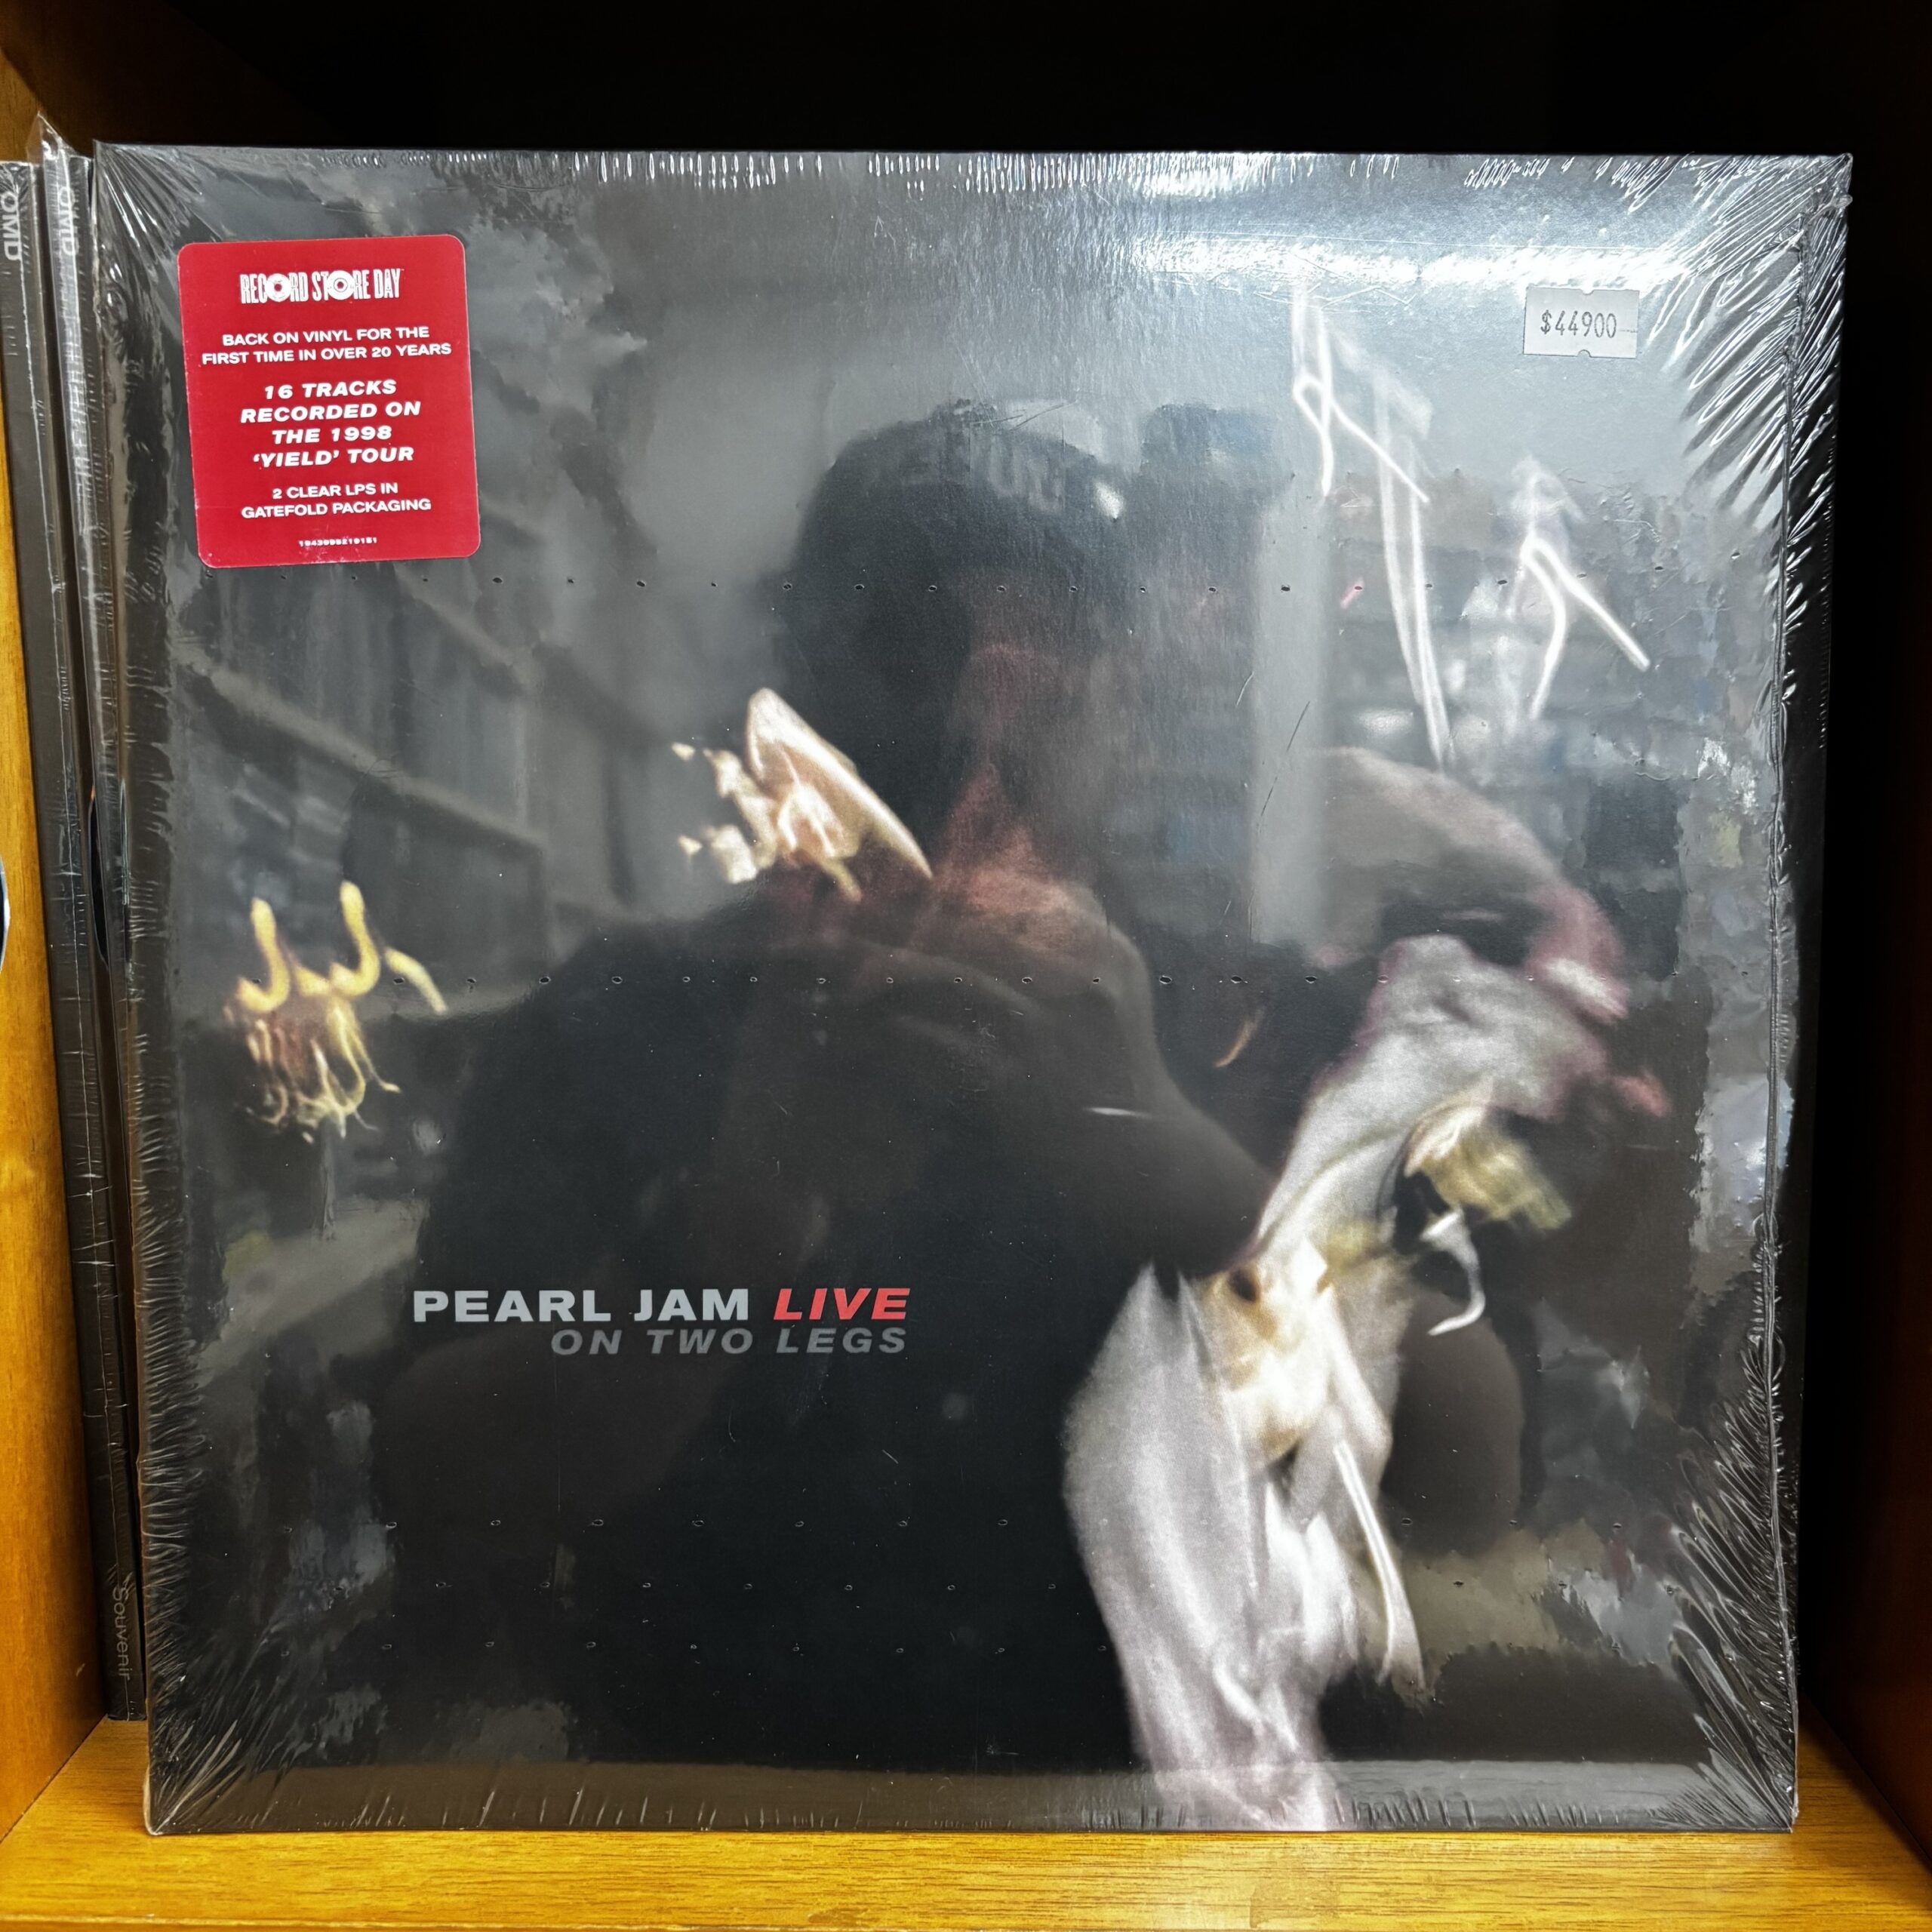 OMD
OMD
RECORD STORE DAY
BACK ON VINYL FOR THE
FIRST TIME IN OVER 20 YEARS
16 TRACKS
RECORDED ON
THE 1998
‘YIELD’ TOUR
2 CLEAR LPS IN
GATEFOLD PACKAGING
$44900
PEARL JAM LIVE
ON TWO LEGS
Souvenir